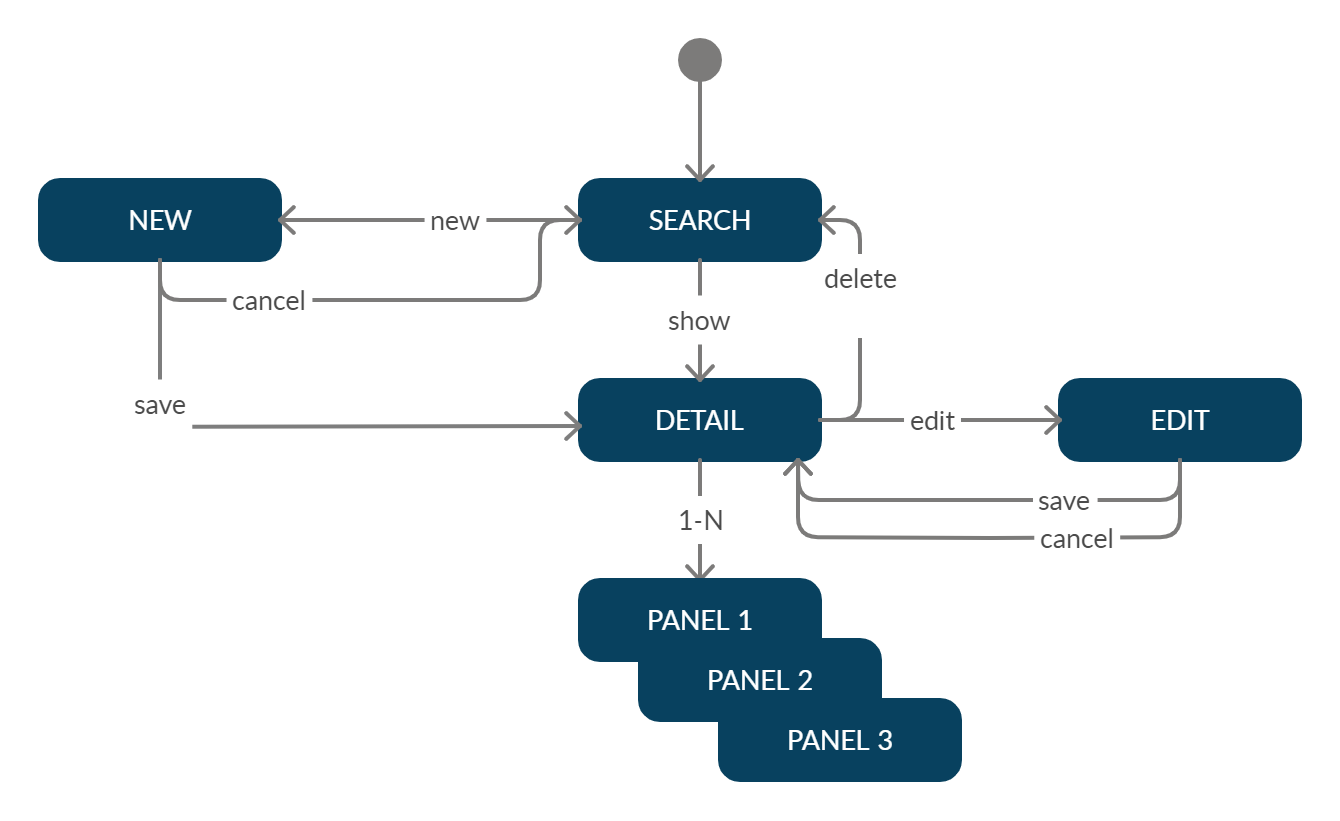 NEW
new
SEARCH
delete
cancel
show
save
DETAIL
edit
EDIT
save
1-N
cancel
PANEL 1
PANEL 2
PANEL 3